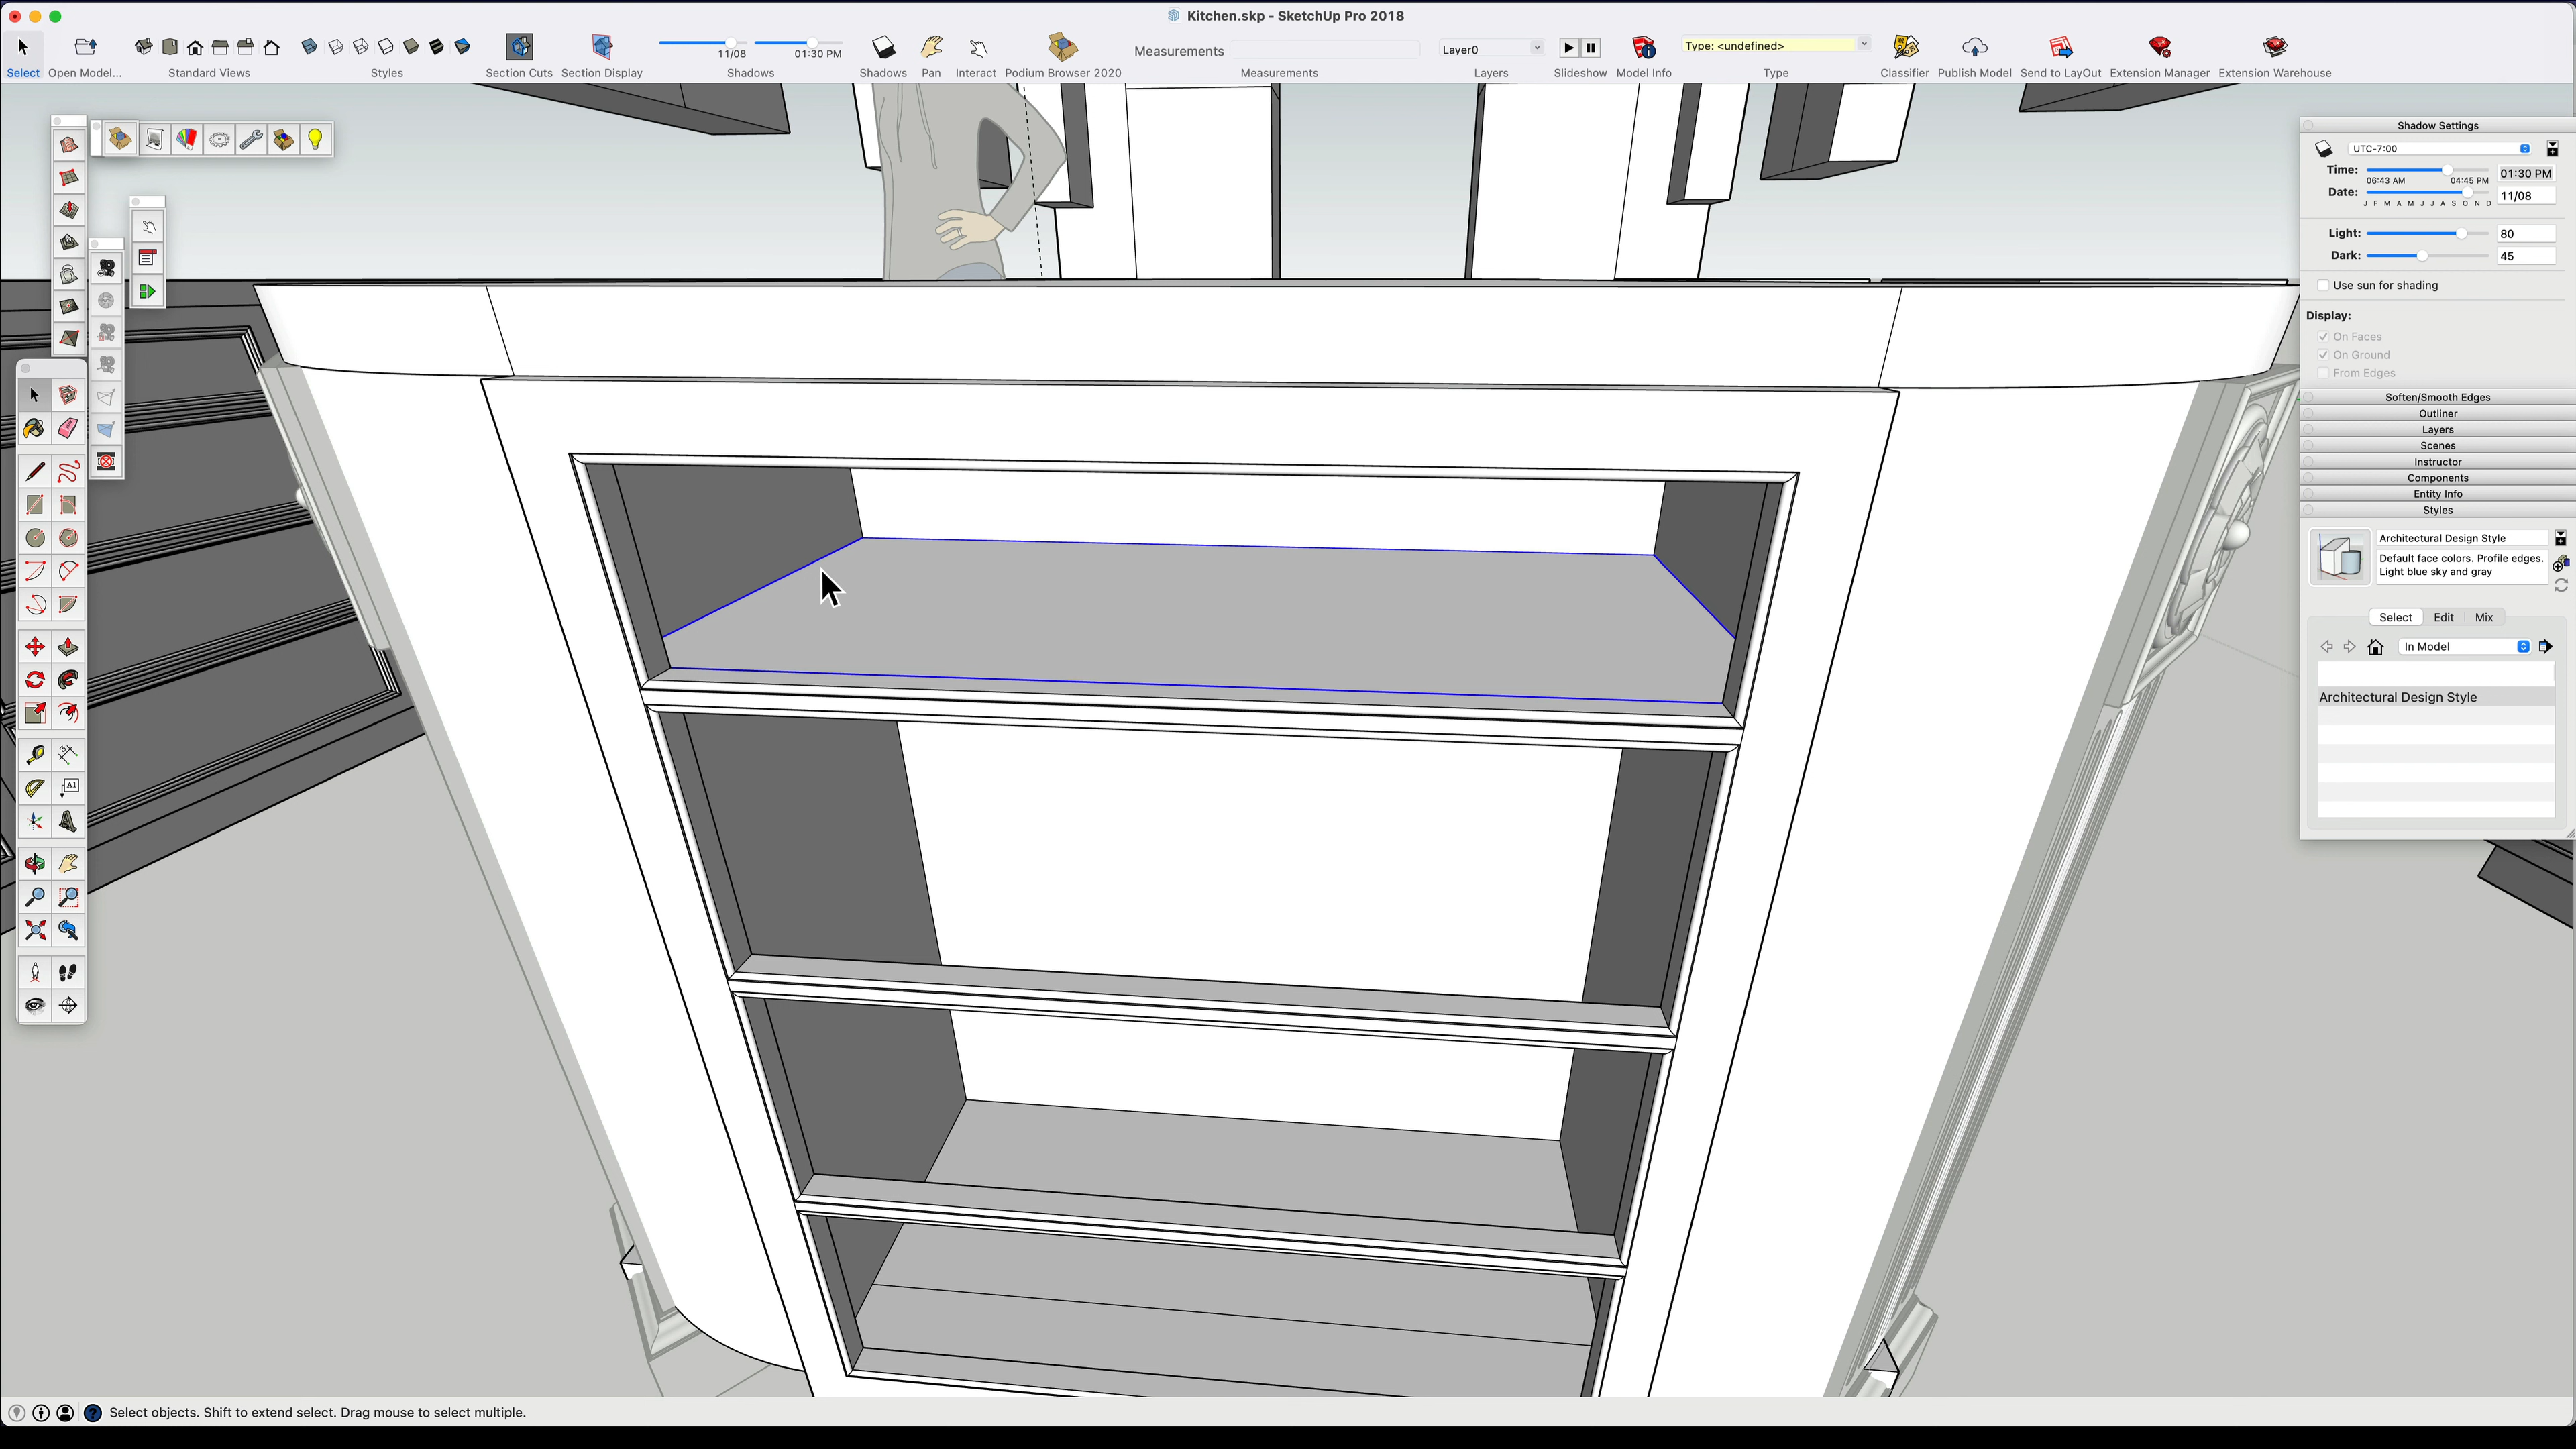 Kitchen.skp - SketchUp Pro 2018
11/08
01:30 PM
Measurements
Layer0
Type: <undefined>
Select
Open Model...
Standard Views
Styles
Section Cuts
Section Display
Shadows
Shadows
Pan
Interact
Podium Browser 2020
Measurements
Layers
Slideshow
Model Info
Type
Classifier
Publish Model
Send to LayOut
Extension Manager
Extension Warehouse
Shadow Settings
UTC-7:00
Time:
06:43 AM
04:45 PM
01:30 PM
Date:
J F M A M J J A S O N D
11/08
Light:
80
Dark:
45
Use sun for shading
Display:
On Faces
On Ground
From Edges
Soften/Smooth Edges
Outliner
Layers
Scenes
Instructor
Components
Entity Info
Styles
Architectural Design Style
Default face colors. Profile edges.
Light blue sky and gray
Select
Edit
Mix
In Model
Architectural Design Style
A1
Select objects. Shift to extend select. Drag mouse to select multiple.